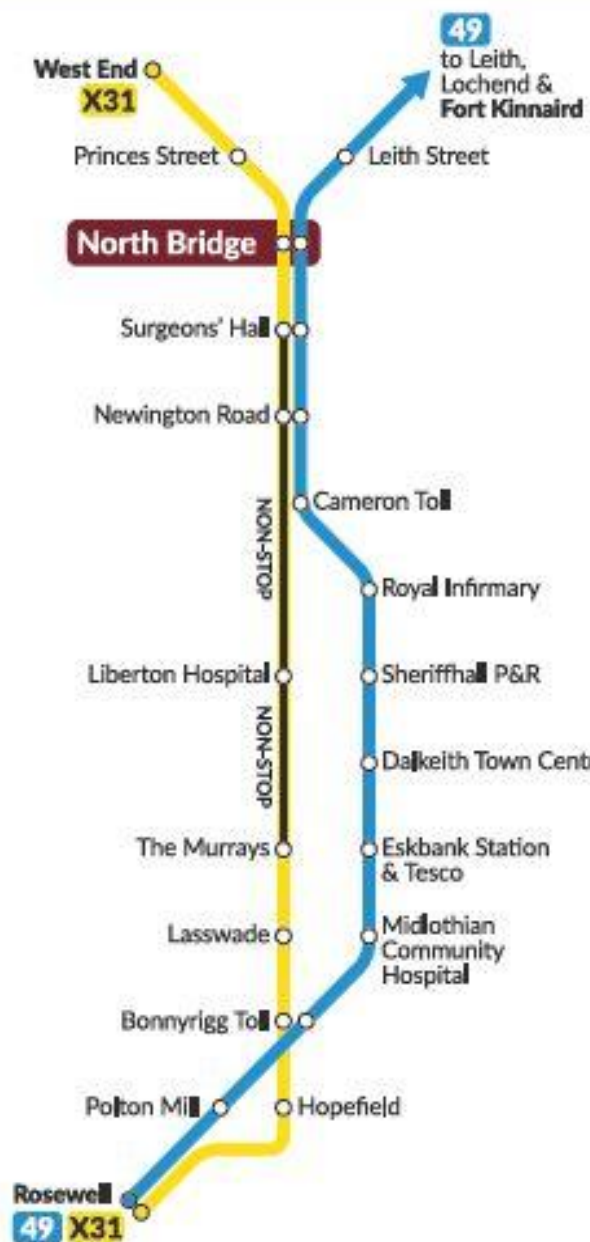 49
to Leith,
Lochend &
Fort Kinnaird
West End
X31
Princes Street
Leith Street
North Bridge
Surgeons' Hall
Newington Road
Cameron Toll
NON-STOP
Royal Infirmary
Liberton Hospital
Sheriffhall P&R
NON-STOP
Dalkeith Town Cent
The Murrays
Eskbank Station
& Tesco
Lasswade
Midlothian
Community
Hospital
Bonnyrigg Toll
Polton Mill
Hopefield
Rosewell
49 X31